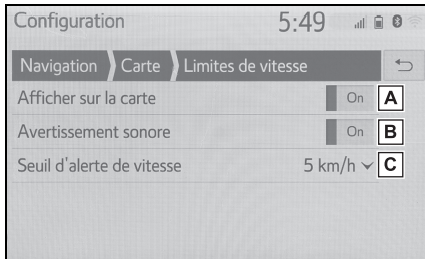 Configuration 5:49
Navigation Carte Limites de vitesse
Afficher sur la carte On A
Avertissement sonore On B
Seuil d'alerte de vitesse 5 km/h C